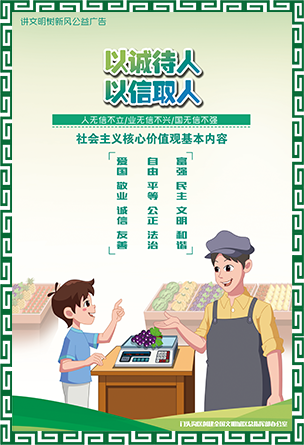 讲文明树新风公益广告
以诚待人
以信取人
人无信不立/业无信不兴/国无信不强
社会主义核心价值观基本内容
富强 民主 文明 和谐
自由 平等 公正 法治
爱国 敬业 诚信 友善